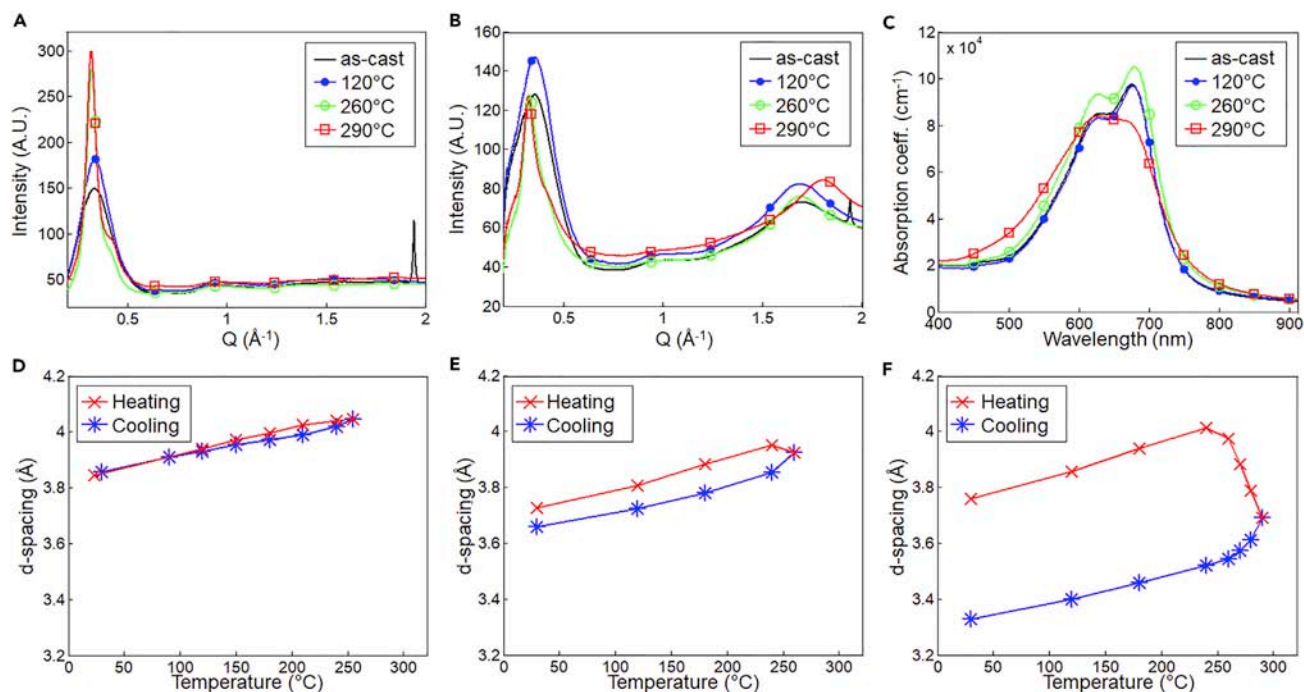 A
300
250
200
150
100
50
Intensity (A.U.)
0.5
1
1.5
2
Q (Å⁻¹)
as-cast
120°C
260°C
290°C
B
160
140
120
100
80
60
40
20
Intensity (A.U.)
0.5
1
1.5
2
Q (Å⁻¹)
as-cast
120°C
260°C
290°C
C
12
x 10⁴
10
8
6
4
2
0
Absorption coeff. (cm⁻¹)
400
500
600
700
800
900
Wavelength (nm)
as-cast
120°C
260°C
290°C
D
4.2
4
3.8
3.6
3.4
3.2
d-spacing (Å)
0
50
100
150
200
250
300
Temperature (°C)
Heating
Cooling
E
4.2
4
3.8
3.6
3.4
3.2
d-spacing (Å)
0
50
100
150
200
250
300
Temperature (°C)
Heating
Cooling
F
4.2
4
3.8
3.6
3.4
3.2
d-spacing (Å)
0
50
100
150
200
250
300
Temperature (°C)
Heating
Cooling